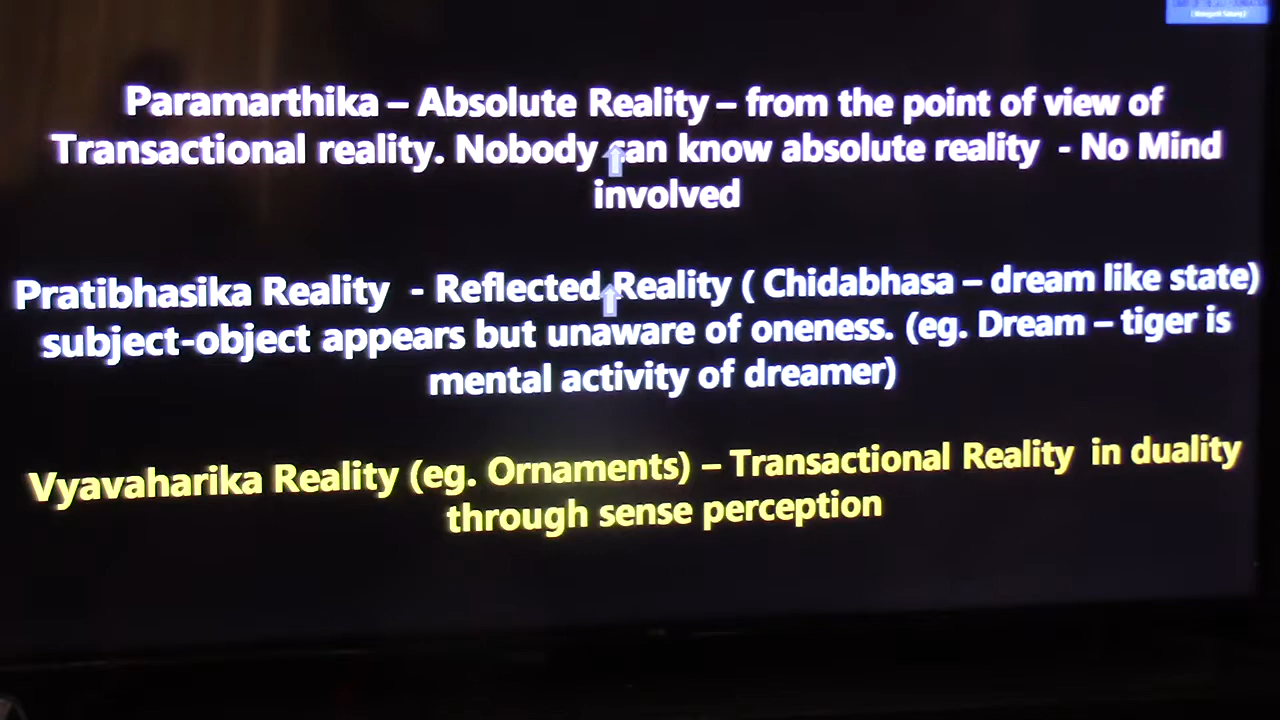 Paramarthika – Absolute Reality – from the point of view of
Transactional reality. Nobody can know absolute reality - No Mind
involved
Pratibhasika Reality - Reflected Reality ( Chidabhasa – dream like state)
subject-object appears but unaware of oneness. (eg. Dream – tiger is
mental activity of dreamer)
Vyavaharika Reality (eg. Ornaments) – Transactional Reality in duality
through sense perception